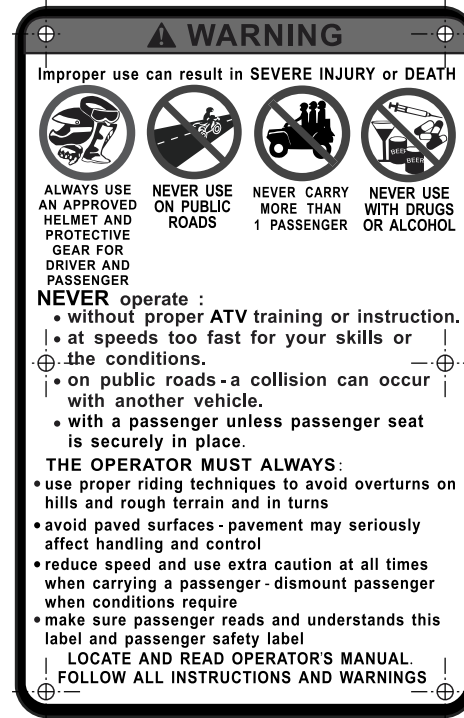 WARNING
Improper use can result in SEVERE INJURY or DEATH
BEER
BEER
ALWAYS USE
AN APPROVED
HELMET AND
PROTECTIVE
GEAR FOR
DRIVER AND
PASSENGER
NEVER USE
ON PUBLIC
ROADS
NEVER CARRY
MORE THAN
1 PASSENGER
NEVER USE
WITH DRUGS
OR ALCOHOL
NEVER operate :
• without proper ATV training or instruction.
• at speeds too fast for your skills or
the conditions.
• on public roads - a collision can occur
with another vehicle.
• with a passenger unless passenger seat
is securely in place.
THE OPERATOR MUST ALWAYS:
• use proper riding techniques to avoid overturns on
hills and rough terrain and in turns
• avoid paved surfaces - pavement may seriously
affect handling and control
• reduce speed and use extra caution at all times
when carrying a passenger - dismount passenger
when conditions require
• make sure passenger reads and understands this
label and passenger safety label
LOCATE AND READ OPERATOR'S MANUAL.
FOLLOW ALL INSTRUCTIONS AND WARNINGS